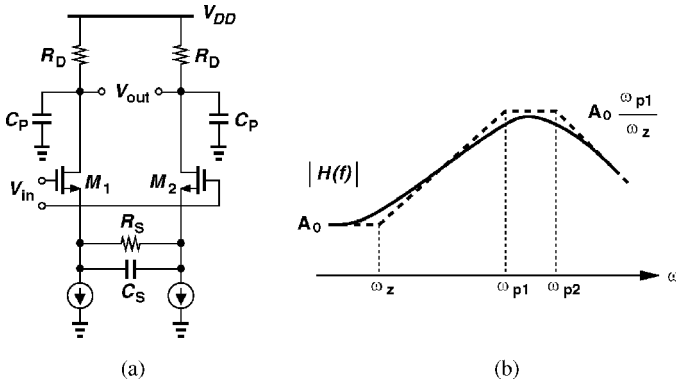 V_DD
R_D
R_D
V_out
C_P
C_P
V_in
M_1
M_2
R_S
C_S
(a)
|H(f)|
A_0
A_0 ω_p1/ω_z
ω_z
ω_p1
ω_p2
ω
(b)